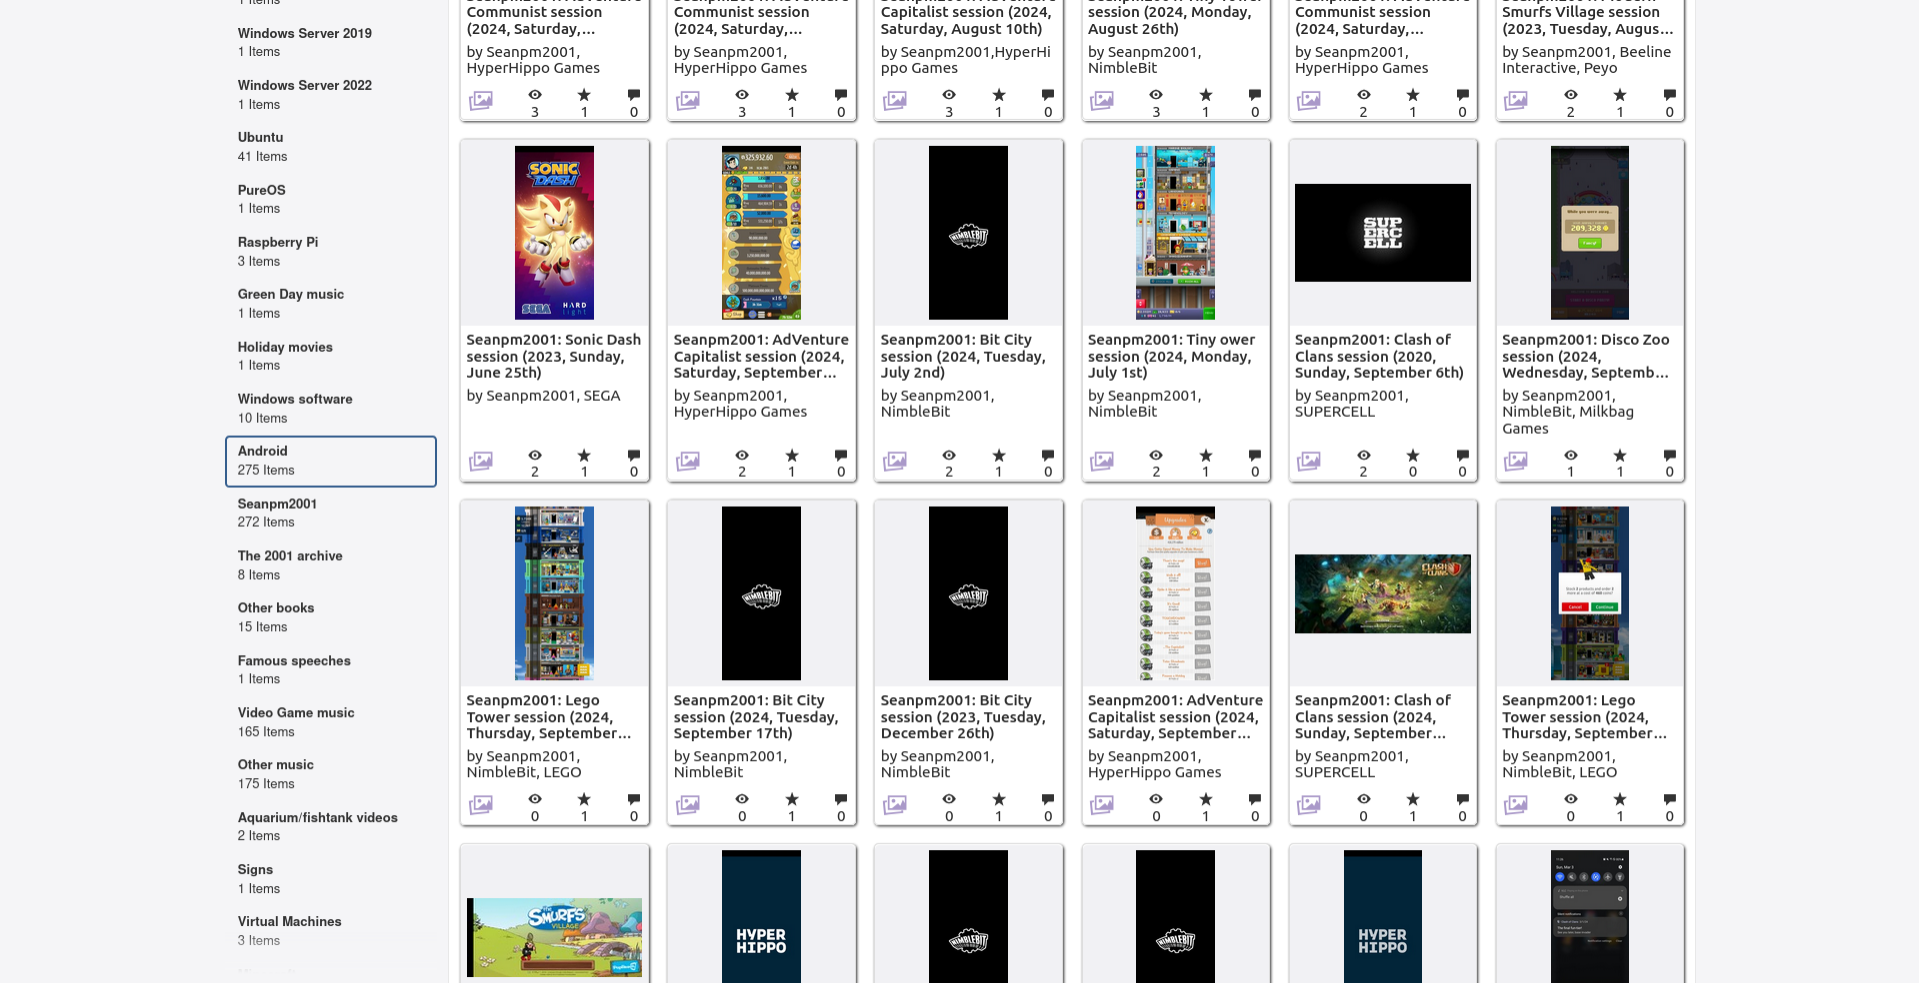 Windows Server 2019
1 Items
Windows Server 2022
1 Items
Ubuntu
41 Items
PureOS
1 Items
Raspberry Pi
3 Items
Green Day music
1 Items
Holiday movies
1 Items
Windows software
10 Items
Android
275 Items
Seanpm2001
272 Items
The 2001 archive
8 Items
Other books
15 Items
Famous speeches
1 Items
Video Game music
165 Items
Other music
175 Items
Aquarium/fishtank videos
2 Items
Signs
1 Items
Virtual Machines
3 Items
Communist session
(2024, Saturday,...
by Seanpm2001,
HyperHippo Games
3 1 0
Communist session
(2024, Saturday,...
by Seanpm2001,
HyperHippo Games
3 1 0
Capitalist session (2024,
Saturday, August 10th)
by Seanpm2001,HyperHi
ppo Games
3 1 0
session (2024, Monday,
August 26th)
by Seanpm2001,
NimbleBit
3 1 0
Communist session
(2024, Saturday,...
by Seanpm2001,
HyperHippo Games
2 1 0
Smurfs Village session
(2023, Tuesday, Augus...
by Seanpm2001, Beeline
Interactive, Peyo
2 1 0
SONIC
DASH
SEGA
HARD
light
Seanpm2001: Sonic Dash
session (2023, Sunday,
June 25th)
by Seanpm2001, SEGA
2 1 0
Seanpm2001: AdVenture
Capitalist session (2024,
Saturday, September...
by Seanpm2001,
HyperHippo Games
2 1 0
NIMBLEBIT
Seanpm2001: Bit City
session (2024, Tuesday,
July 2nd)
by Seanpm2001,
NimbleBit
2 1 0
Seanpm2001: Tiny ower
session (2024, Monday,
July 1st)
by Seanpm2001,
NimbleBit
2 1 0
SUP
ERC
ELL
Seanpm2001: Clash of
Clans session (2020,
Sunday, September 6th)
by Seanpm2001,
SUPERCELL
2 0 0
While you were away...
209,328
Seanpm2001: Disco Zoo
session (2024,
Wednesday, Septemb...
by Seanpm2001,
NimbleBit, Milkbag
Games
1 1 0
Seanpm2001: Lego
Tower session (2024,
Thursday, September...
by Seanpm2001,
NimbleBit, LEGO
0 1 0
NIMBLEBIT
Seanpm2001: Bit City
session (2024, Tuesday,
September 17th)
by Seanpm2001,
NimbleBit
0 1 0
NIMBLEBIT
Seanpm2001: Bit City
session (2023, Tuesday,
December 26th)
by Seanpm2001,
NimbleBit
0 1 0
Upgrades
Seanpm2001: AdVenture
Capitalist session (2024,
Saturday, September...
by Seanpm2001,
HyperHippo Games
0 1 0
CLASH
Seanpm2001: Clash of
Clans session (2024,
Sunday, September...
by Seanpm2001,
SUPERCELL
0 1 0
Cancel
Continue
Seanpm2001: Lego
Tower session (2024,
Thursday, September...
by Seanpm2001,
NimbleBit, LEGO
0 1 0
SMURFS
VILLAGE
HYPER
HIPPO
NIMBLEBIT
NIMBLEBIT
HYPER
HIPPO